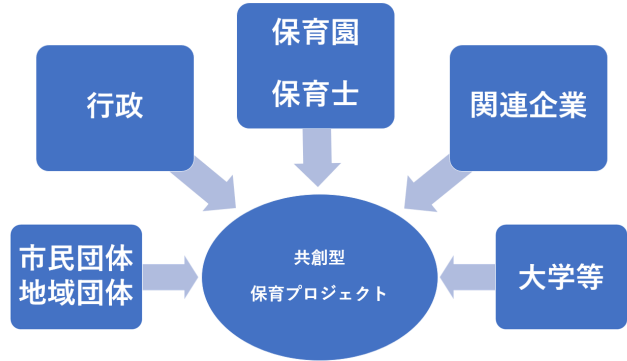 保育園
保育士
行政
関連企業
市民団体
地域団体
共創型
保育プロジェクト
大学等